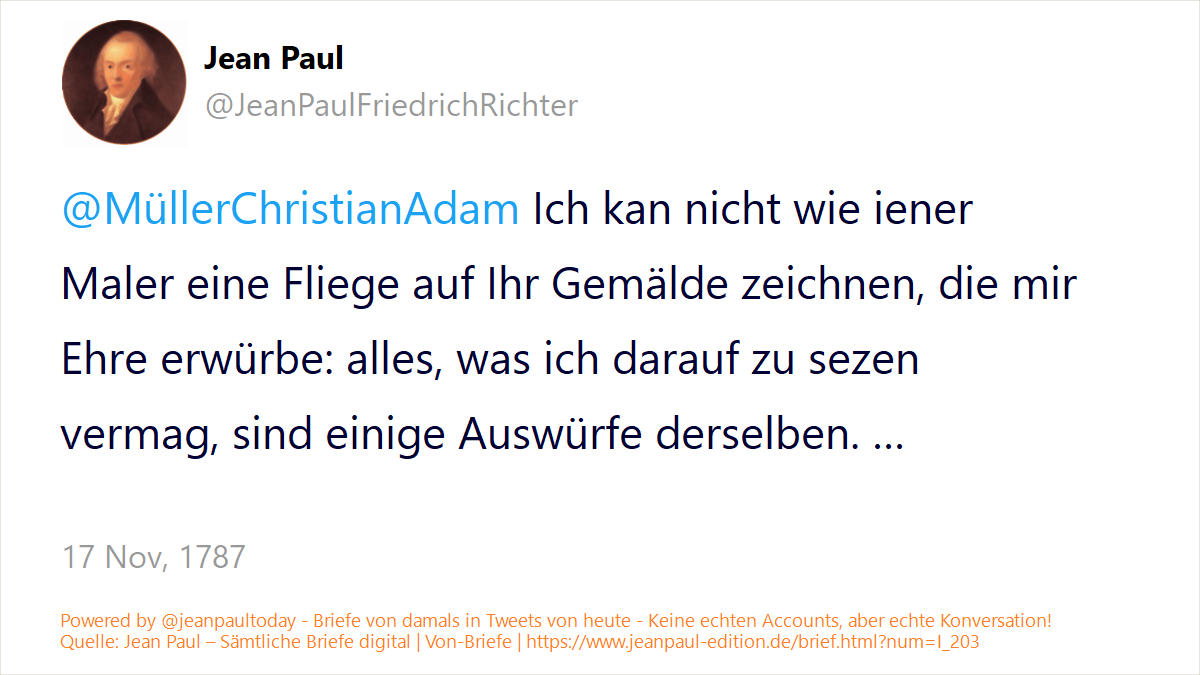 Jean Paul
@JeanPaulFriedrichRichter
@MüllerChristianAdam Ich kan nicht wie iener
Maler eine Fliege auf Ihr Gemälde zeichnen, die mir
Ehre erwürbe: alles, was ich darauf zu sezen
vermag, sind einige Auswürfe derselben. ...
17 Nov, 1787
Powered by @jeanpaultoday - Briefe von damals in Tweets von heute - Keine echten Accounts, aber echte Konversation!
Quelle: Jean Paul – Sämtliche Briefe digital | Von-Briefe | https://www.jeanpaul-edition.de/brief.html?num=I_203